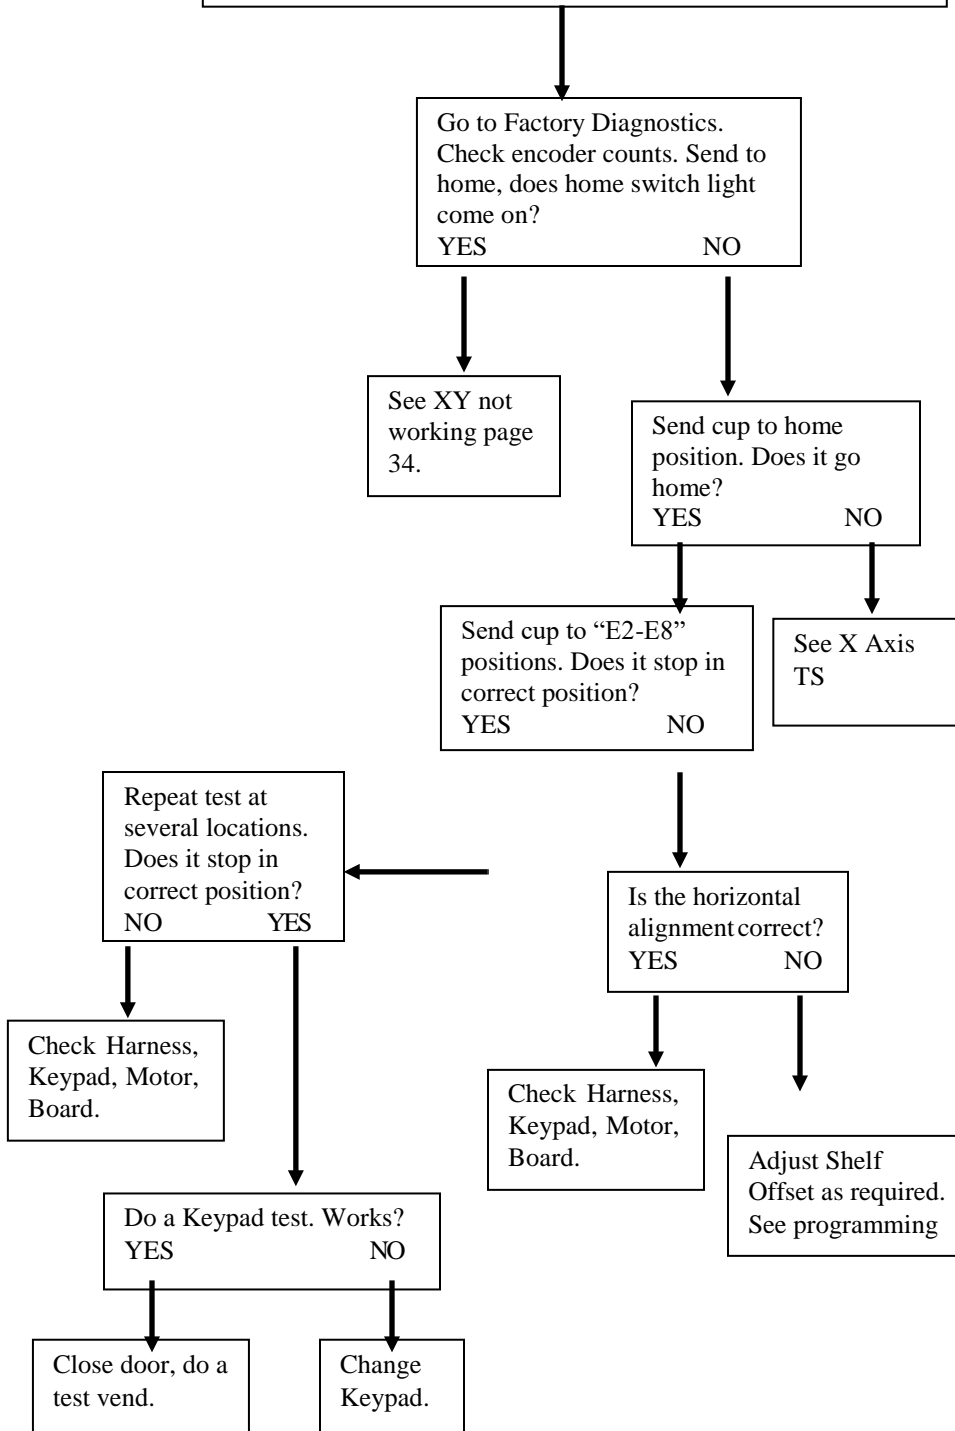 Go to Factory Diagnostics.
Check encoder counts. Send to
home, does home switch light
come on?
YES NO
See XY not
working page
34.
Send cup to home
position. Does it go
home?
YES NO
Send cup to “E2-E8”
positions. Does it stop in
correct position?
YES NO
See X Axis
TS
Repeat test at
several locations.
Does it stop in
correct position?
NO YES
Is the horizontal
alignment correct?
YES NO
Check Harness,
Keypad, Motor,
Board.
Check Harness,
Keypad, Motor,
Board.
Adjust Shelf
Offset as required.
See programming
Do a Keypad test. Works?
YES NO
Close door, do a
test vend.
Change
Keypad.